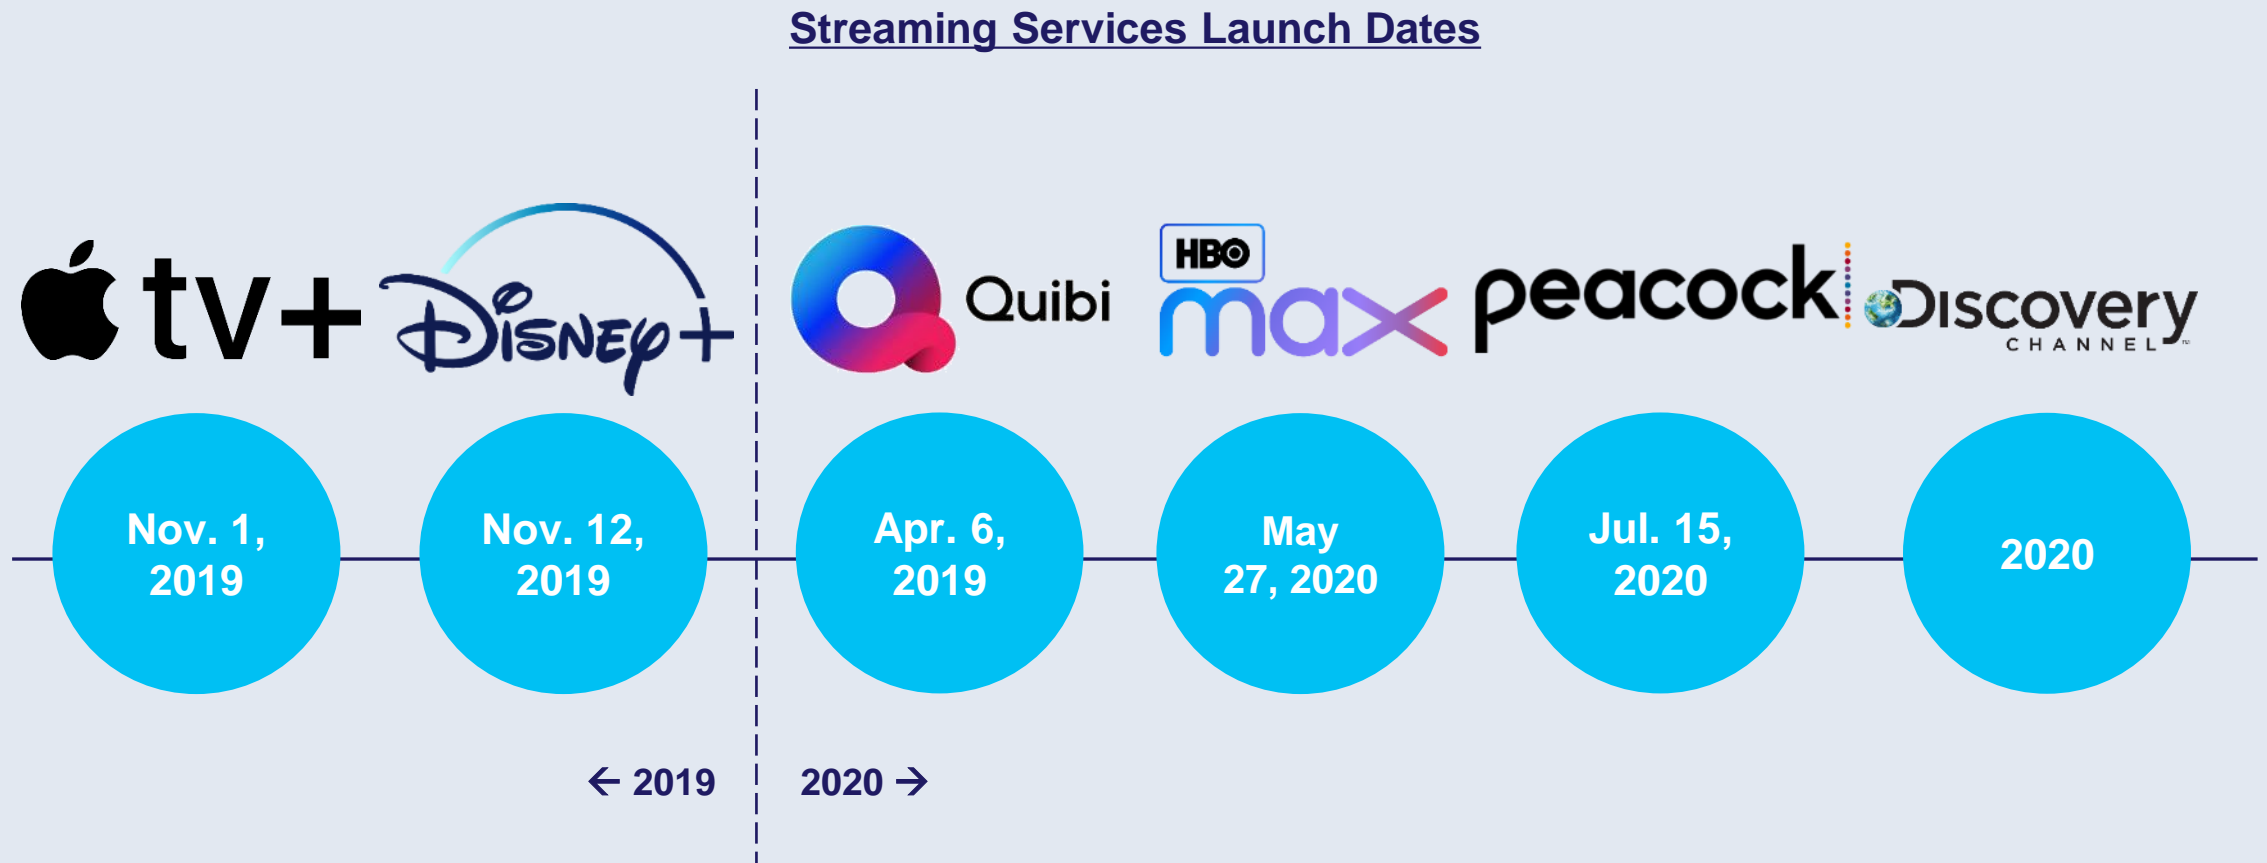 Streaming Services Launch Dates
tv+
Disney+
Quibi
HBO
max
peacock
Discovery
CHANNEL
Nov. 1,
2019
Nov. 12,
2019
Apr. 6,
2019
May
27, 2020
Jul. 15,
2020
2020
← 2019
2020 →